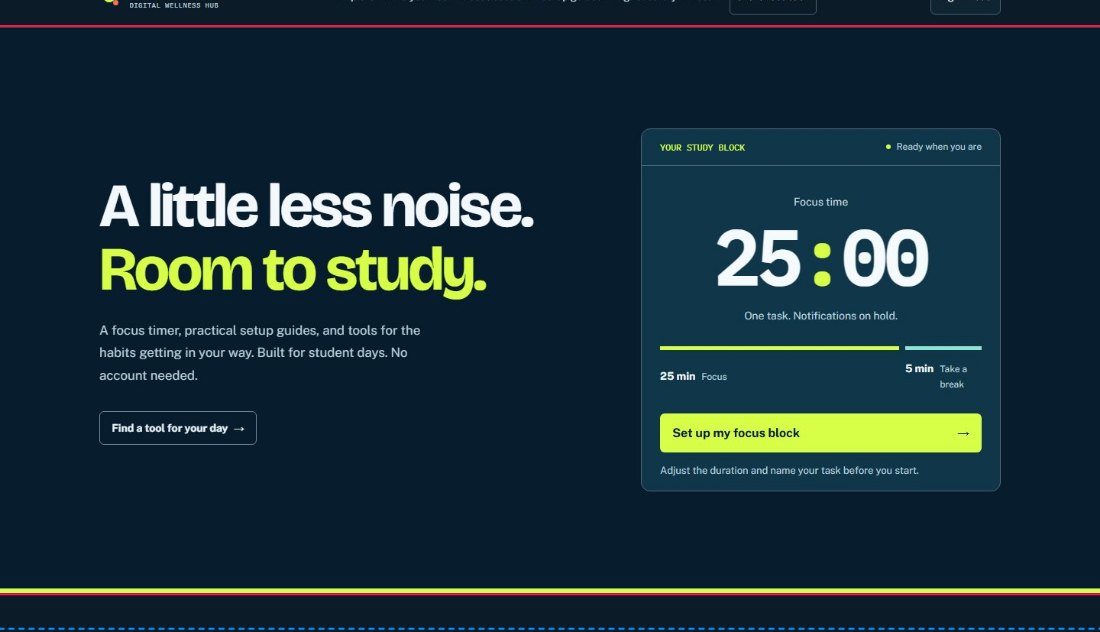 DIGITAL WELLNESS HUB
YOUR STUDY BLOCK
Ready when you are
A little less noise.
Room to study.
A focus timer, practical setup guides, and tools for the
habits getting in your way. Built for student days. No
account needed.
Find a tool for your day →
Focus time
25:00
One task. Notifications on hold.
25 min Focus
5 min Take a
break
Set up my focus block →
Adjust the duration and name your task before you start.